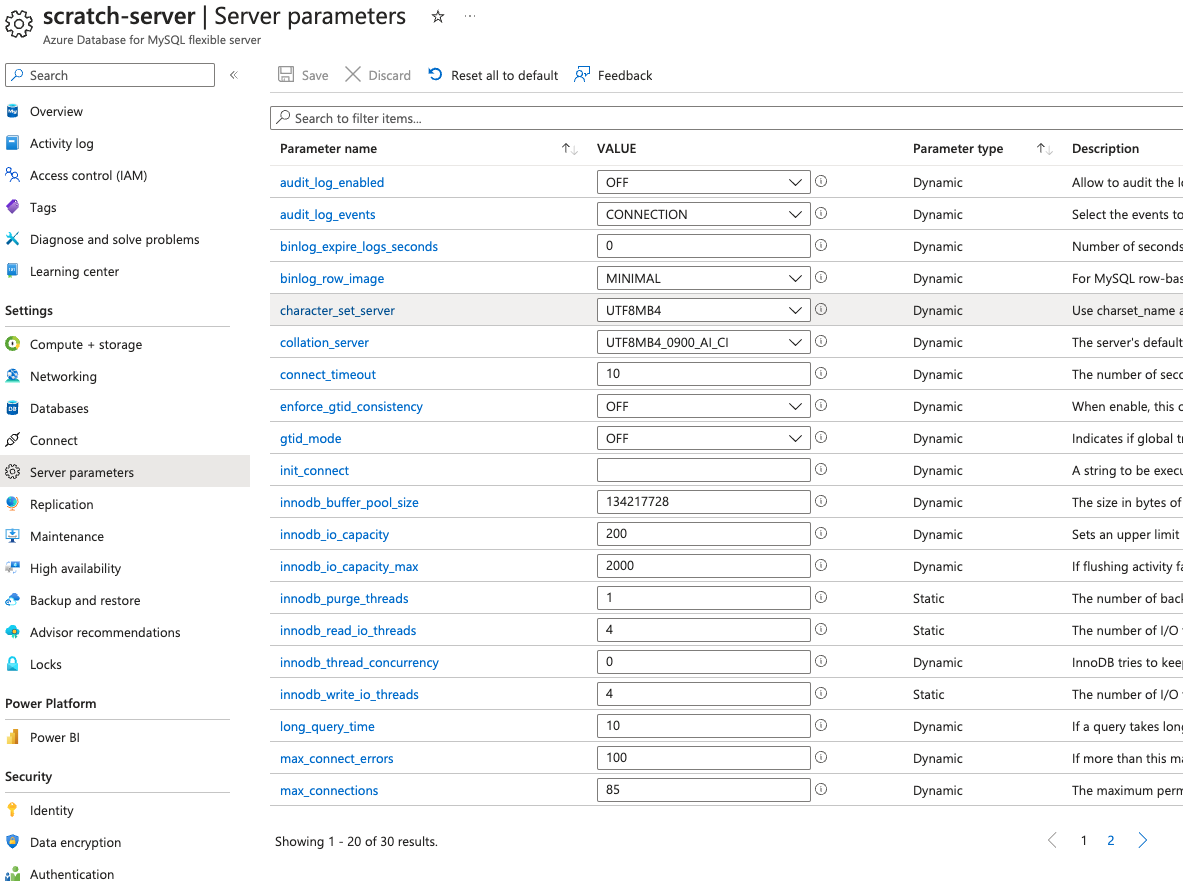 scratch-server | Server parameters
Azure Database for MySQL flexible server
Search
Overview
Activity log
Access control (IAM)
Tags
Diagnose and solve problems
Learning center
Settings
Compute + storage
Networking
Databases
Connect
Server parameters
Replication
Maintenance
High availability
Backup and restore
Advisor recommendations
Locks
Power Platform
Power BI
Security
Identity
Data encryption
Authentication
Save Discard Reset all to default Feedback
Search to filter items...
Parameter name VALUE Parameter type Description
audit_log_enabled OFF Dynamic Allow to audit the
audit_log_events CONNECTION Dynamic Select the events to
binlog_expire_logs_seconds 0 Dynamic Number of seconds
binlog_row_image MINIMAL Dynamic For MySQL row-bas
character_set_server UTF8MB4 Dynamic Use charset_name a
collation_server UTF8MB4_0900_AI_CI Dynamic The server's default
connect_timeout 10 Dynamic The number of seco
enforce_gtid_consistency OFF Dynamic When enable, this
gtid_mode OFF Dynamic Indicates if global
init_connect Dynamic A string to be execu
innodb_buffer_pool_size 134217728 Dynamic The size in bytes of
innodb_io_capacity 200 Dynamic Sets an upper limit
innodb_io_capacity_max 2000 Dynamic If flushing activity fa
innodb_purge_threads 1 Static The number of back
innodb_read_io_threads 4 Static The number of I/O
innodb_thread_concurrency 0 Dynamic InnoDB tries to keep
innodb_write_io_threads 4 Static The number of I/O
long_query_time 10 Dynamic If a query takes long
max_connect_errors 100 Dynamic If more than this ma
max_connections 85 Dynamic The maximum perm
Showing 1 - 20 of 30 results. 1 2